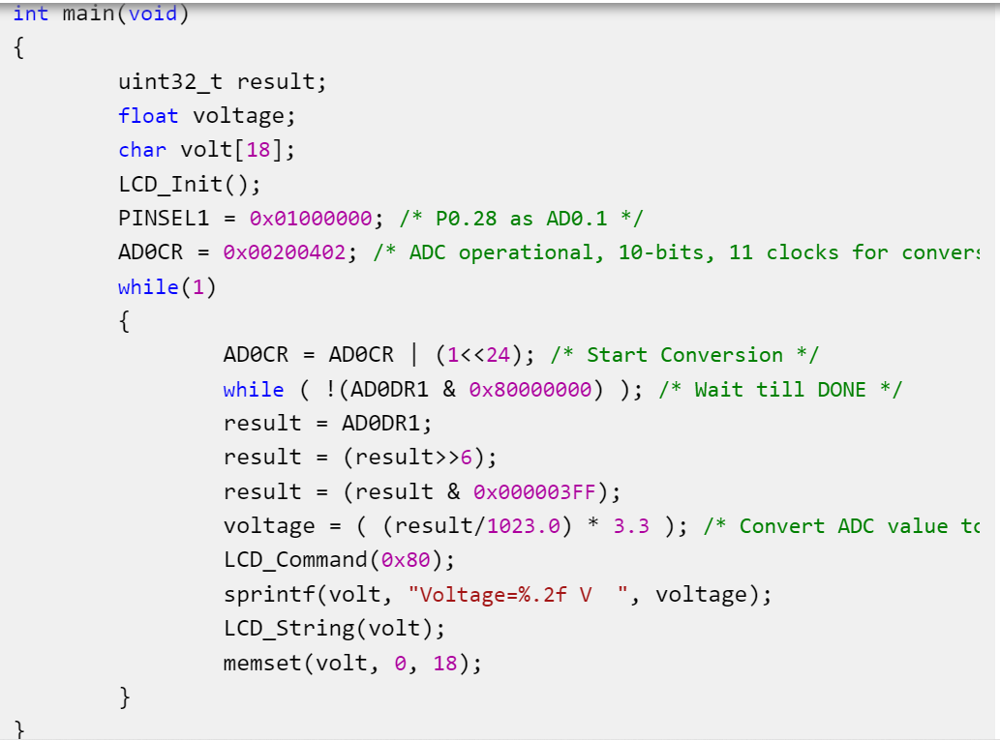 int main(void)
{
uint32_t result;
float voltage;
char volt[18];
LCD_Init();
PINSEL1 = 0x01000000; /* P0.28 as AD0.1 */
AD0CR = 0x00200402; /* ADC operational, 10-bits, 11 clocks for convers
while(1)
{
AD0CR = AD0CR | (1<<24); /* Start Conversion */
while ( !(AD0DR1 & 0x80000000) ); /* Wait till DONE */
result = AD0DR1;
result = (result>>6);
result = (result & 0x000003FF);
voltage = ( (result/1023.0) * 3.3 ); /* Convert ADC value to
LCD_Command(0x80);
sprintf(volt, "Voltage=%.2f V  ", voltage);
LCD_String(volt);
memset(volt, 0, 18);
}
}